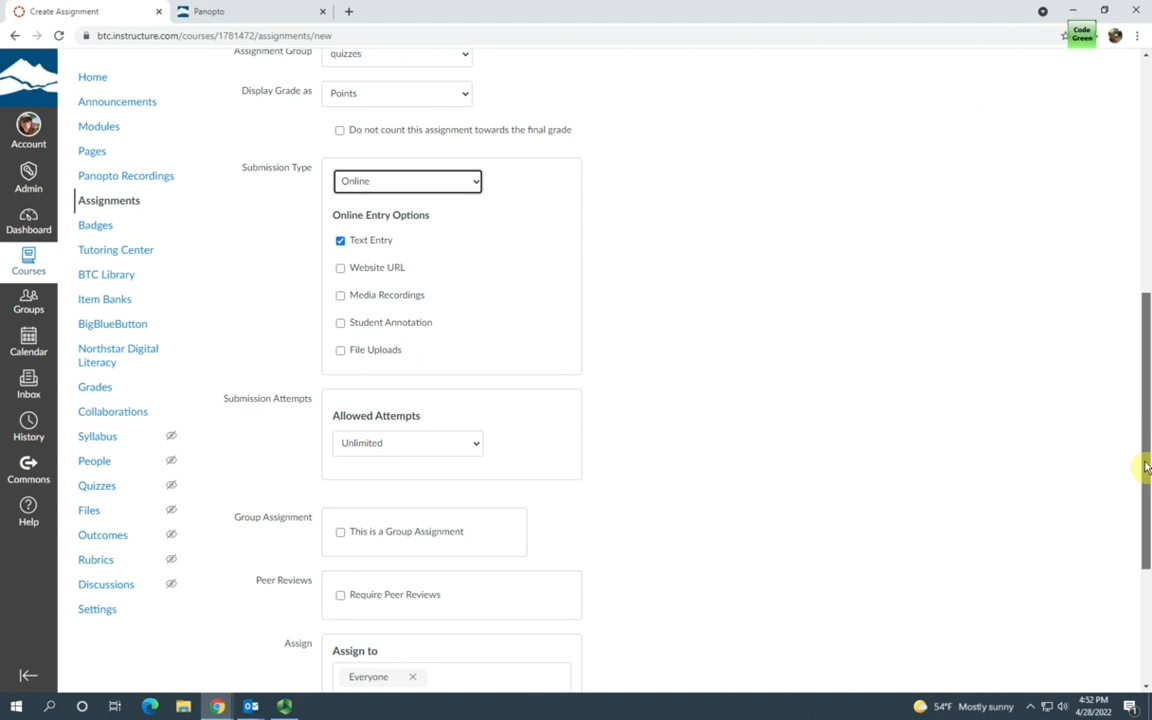 Create Assignment
Panopto
btc.instructure.com/courses/1781472/assignments/new
Code
Green
Account
Admin
Dashboard
Courses
Groups
Calendar
Inbox
History
Commons
Help
Home
Announcements
Modules
Pages
Panopto Recordings
Assignments
Badges
Tutoring Center
BTC Library
Item Banks
BigBlueButton
Northstar Digital
Literacy
Grades
Collaborations
Syllabus
People
Quizzes
Files
Outcomes
Rubrics
Discussions
Settings
Assignment Group
quizzes
Display Grade as
Points
Do not count this assignment towards the final grade
Submission Type
Online
Online Entry Options
Text Entry
Website URL
Media Recordings
Student Annotation
File Uploads
Submission Attempts
Allowed Attempts
Unlimited
Group Assignment
This is a Group Assignment
Peer Reviews
Require Peer Reviews
Assign
Assign to
Everyone
54°F Mostly sunny
4:52 PM
4/28/2022